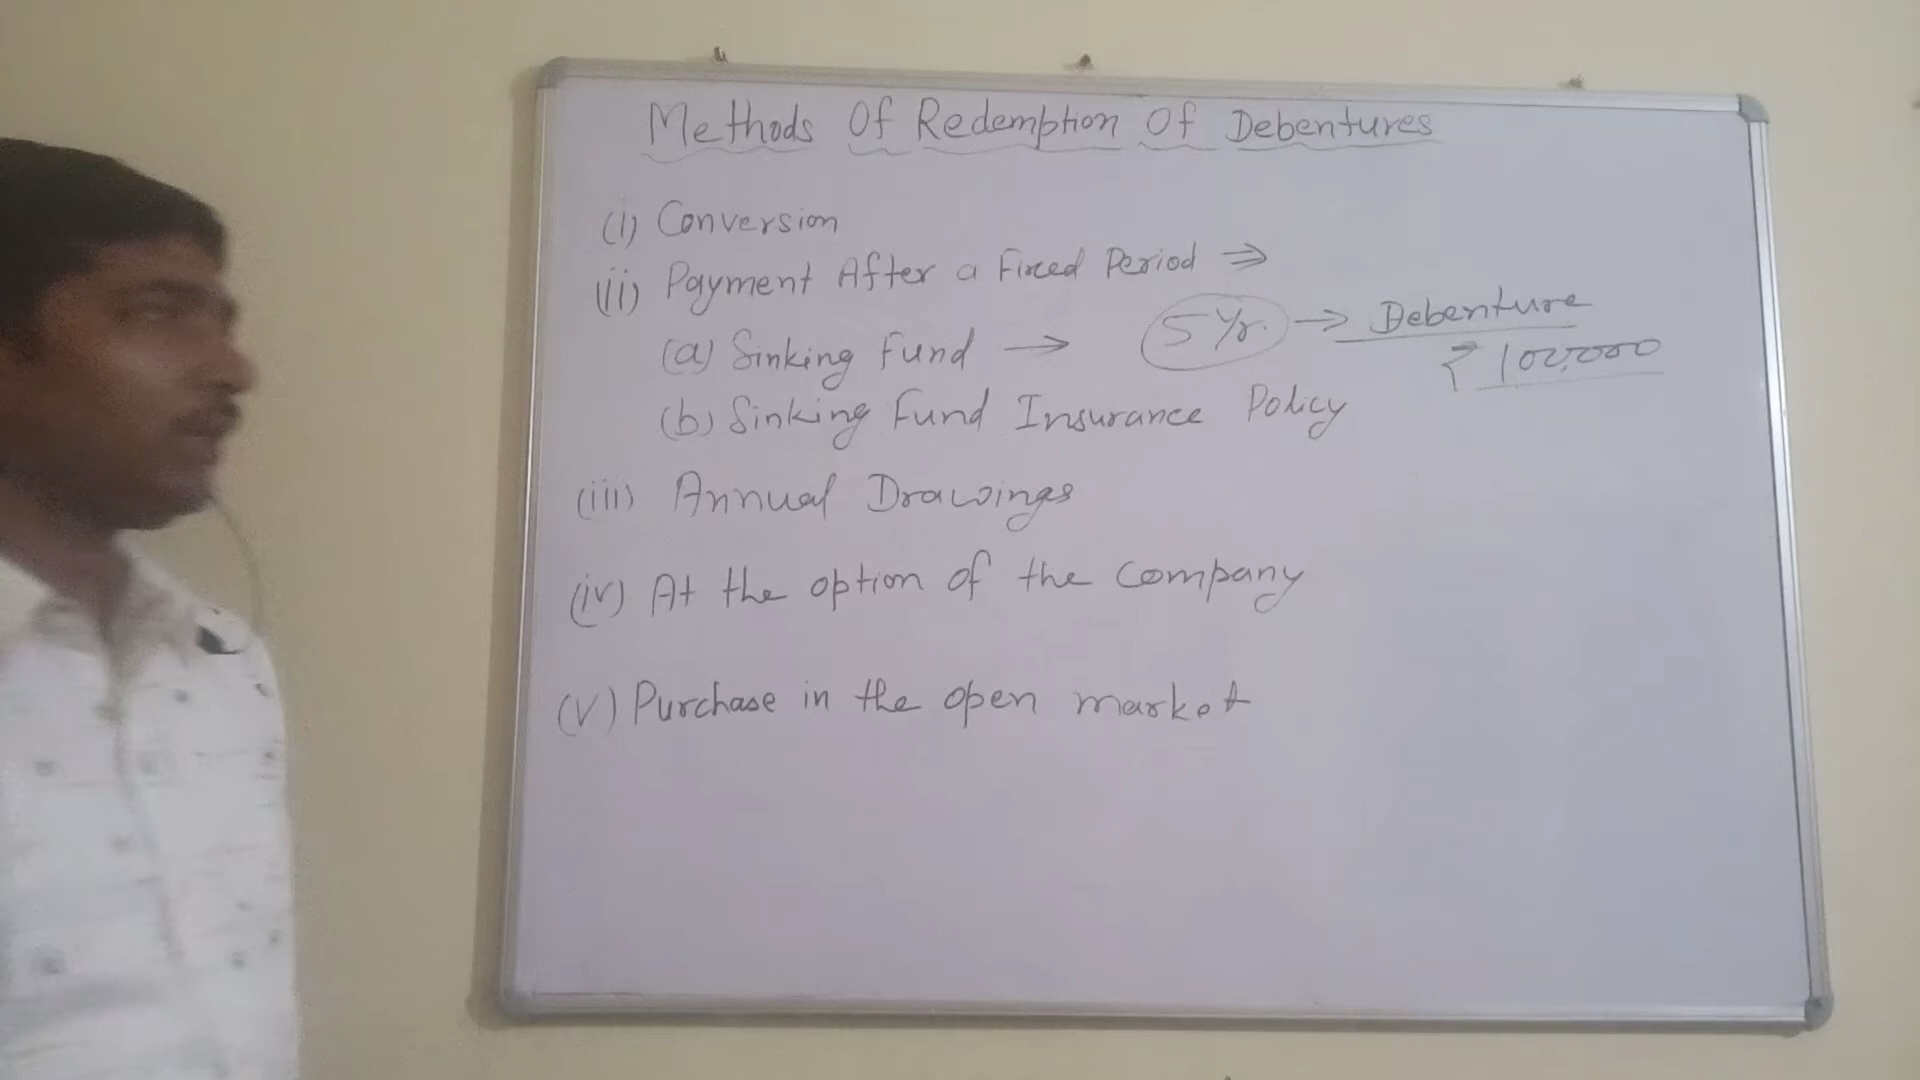 Methods Of Redemption Of Debentures
(i) Conversion
(ii) Payment After a Fixed Period ⇒
(a) Sinking Fund → 5 Yr. → Debenture
₹ 100,000
(b) Sinking Fund Insurance Policy
(iii) Annual Drawings
(iv) At the option of the company
(v) Purchase in the open market